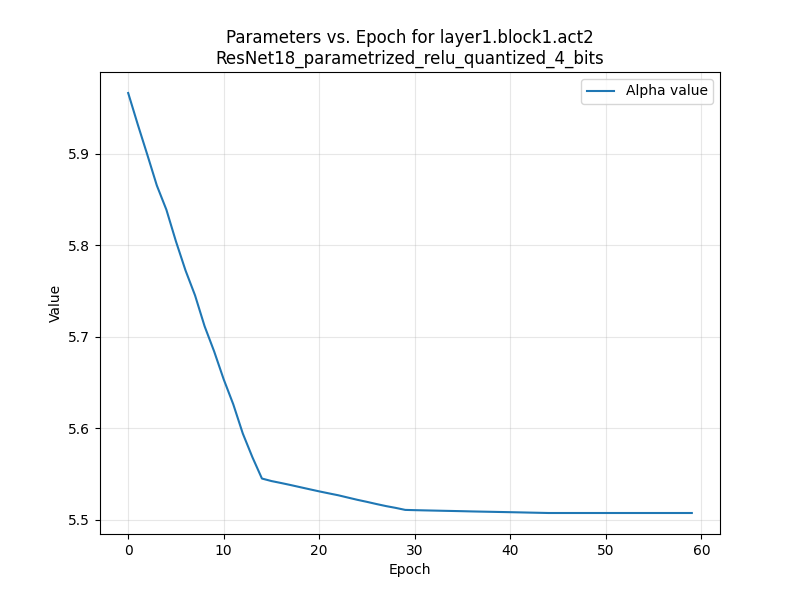 Parameters vs. Epoch for layer1.block1.act2
ResNet18_parametrized_relu_quantized_4_bits
Alpha value
5.9
5.8
5.7
5.6
5.5
Value
0 10 20 30 40 50 60
Epoch